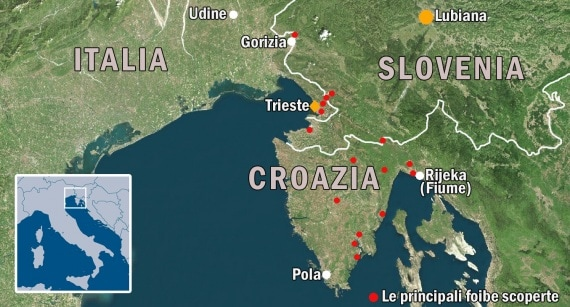 Udine
Lubiana
Gorizia
ITALIA
SLOVENIA
Trieste
CROAZIA
Rijeka
(Fiume)
Pola
Le principali foibe scoperte